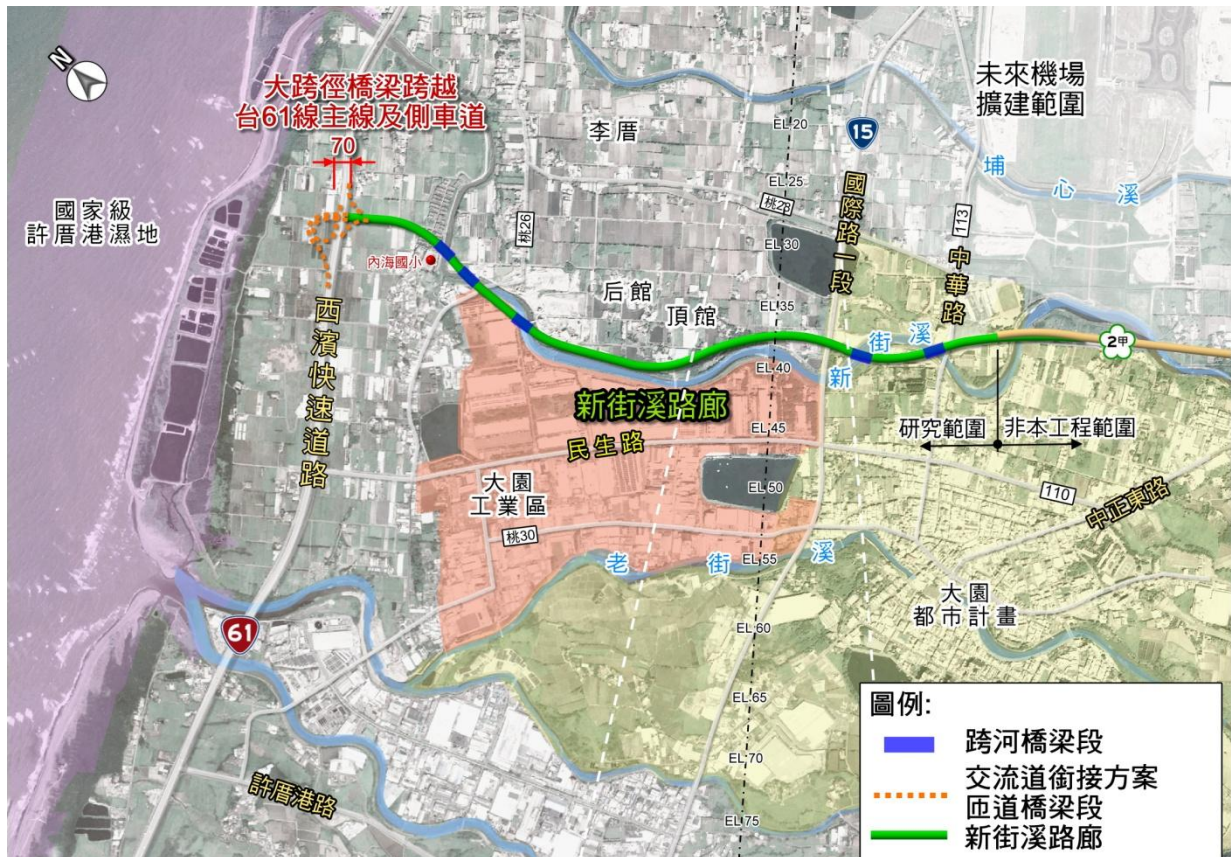 N
大跨徑橋梁跨越
台61線主線及側車道
70
國家級
許厝港濕地
內海國小
西濱快速道路
61
許厝港路
李厝
桃26
后館
頂館
新街溪路廊
民生路
大園
工業區
桃30
老街溪
EL 20
EL 25
桃28
EL 30
EL 35
EL 40
EL 45
EL 50
EL 55
EL 60
EL 65
EL 70
EL 75
15
國際路一段
未來機場
擴建範圍
埔心溪
113
中華路
新街溪
2甲
研究範圍
非本工程範圍
110
中正東路
大園
都市計畫
圖例:
跨河橋梁段
交流道銜接方案
匝道橋梁段
新街溪路廊